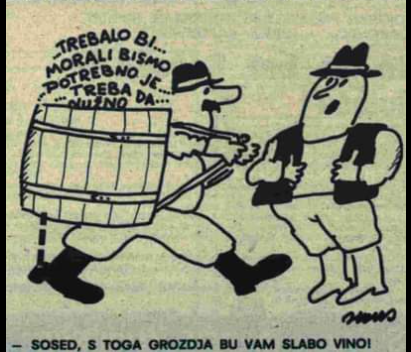 TREBALO BI...
MORALI BISMO
POTREBNO JE...
... TREBA DA...
NUŽNO
— SOSED, S TOGA GROZDJA BU VAM SLABO VINO!